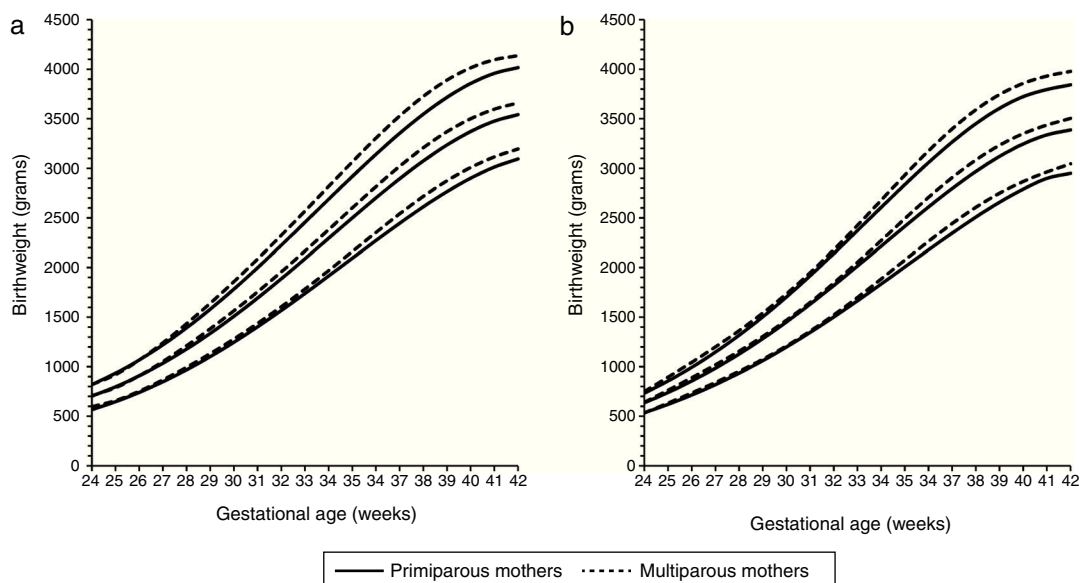 a
Birthweight (grams)
4500
4000
3500
3000
2500
2000
1500
1000
500
0
24 25 26 27 28 29 30 31 32 33 34 35 34 37 38 39 40 41 42
Gestational age (weeks)
b
Birthweight (grams)
4500
4000
3500
3000
2500
2000
1500
1000
500
0
24 25 26 27 28 29 30 31 32 33 34 35 34 37 38 39 40 41 42
Gestational age (weeks)
Primiparous mothers Multiparous mothers